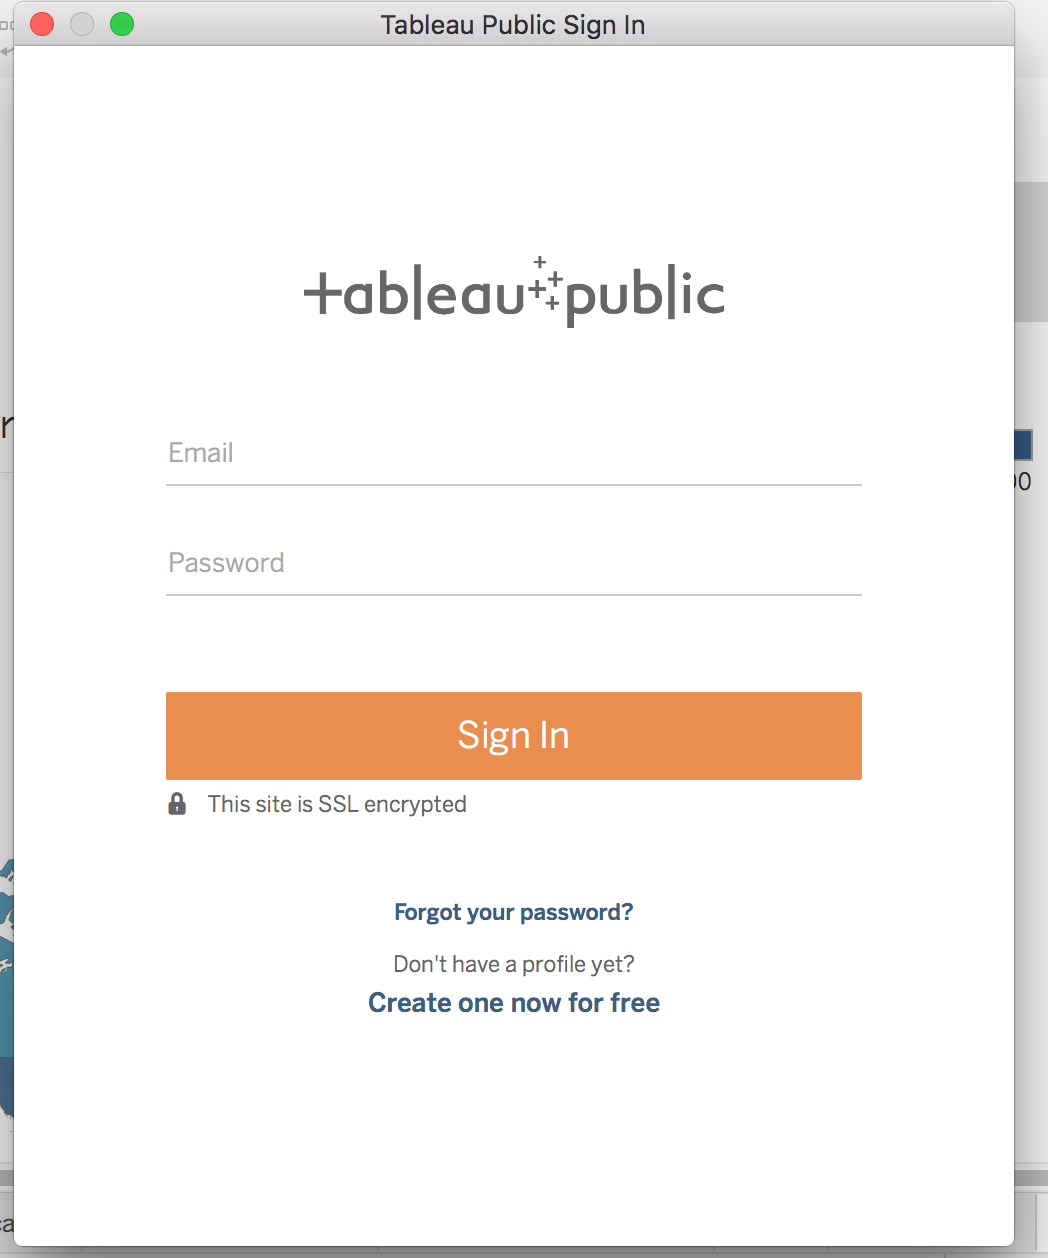 Tableau Public Sign In
tableau public
Email
Password
Sign In
This site is SSL encrypted
Forgot your password?
Don't have a profile yet?
Create one now for free